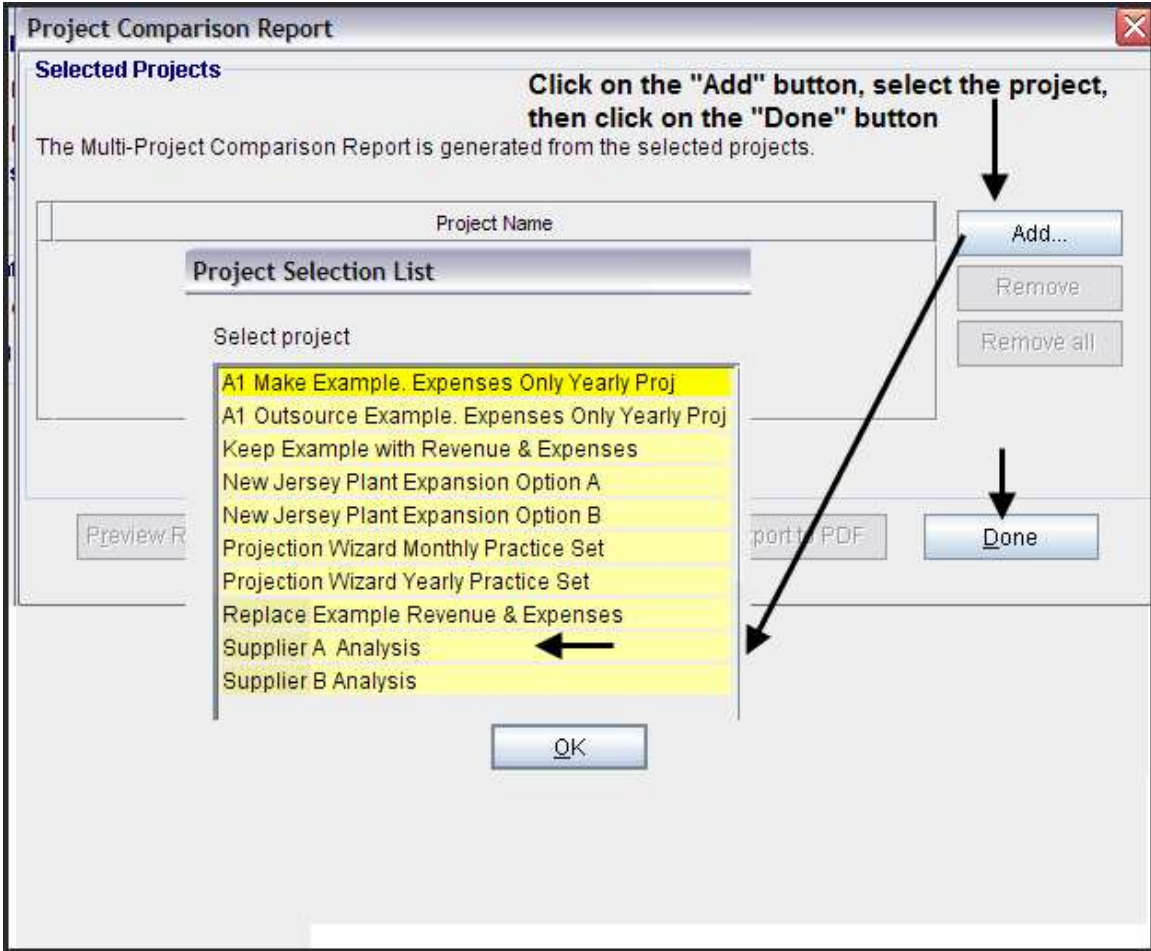 Project Comparison Report
Selected Projects
Click on the "Add" button, select the project,
then click on the "Done" button
The Multi-Project Comparison Report is generated from the selected projects.
Project Name
Add...
Remove
Remove all
Project Selection List
Select project
A1 Make Example. Expenses Only Yearly Proj
A1 Outsource Example. Expenses Only Yearly Proj
Keep Example with Revenue & Expenses
New Jersey Plant Expansion Option A
New Jersey Plant Expansion Option B
Projection Wizard Monthly Practice Set
Projection Wizard Yearly Practice Set
Replace Example Revenue & Expenses
Supplier A Analysis
Supplier B Analysis
Preview R
port to PDF
Done
OK